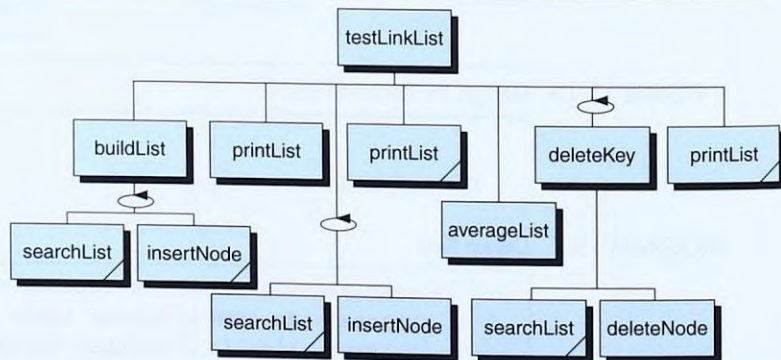 testLinkList
buildList
printList
printList
deleteKey
printList
searchList
insertNode
averageList
searchList
insertNode
searchList
deleteNode